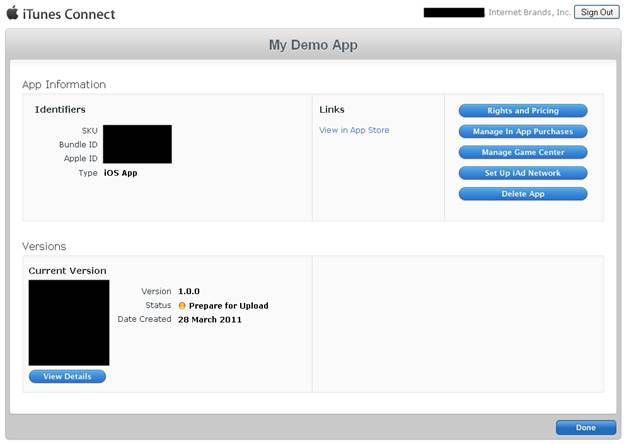 iTunes Connect
Internet Brands, Inc. Sign Out
My Demo App
App Information
Identifiers
SKU
Bundle ID
Apple ID
Type iOS App
Links
View in App Store
Rights and Pricing
Manage In App Purchases
Manage Game Center
Set Up iAd Network
Delete App
Versions
Current Version
Version 1.0.0
Status Prepare for Upload
Date Created 28 March 2011
View Details
Done